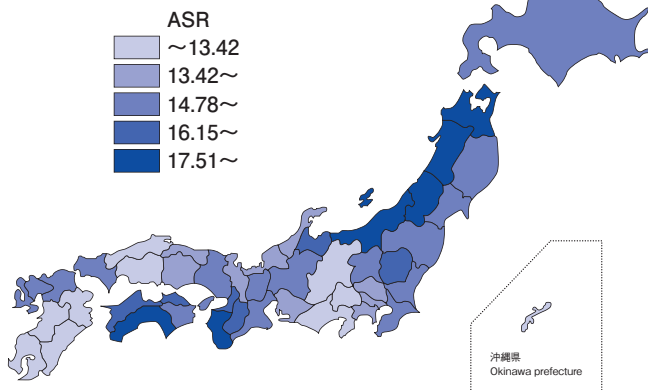 ASR
～13.42
13.42～
14.78～
16.15～
17.51～
沖縄県
Okinawa prefecture